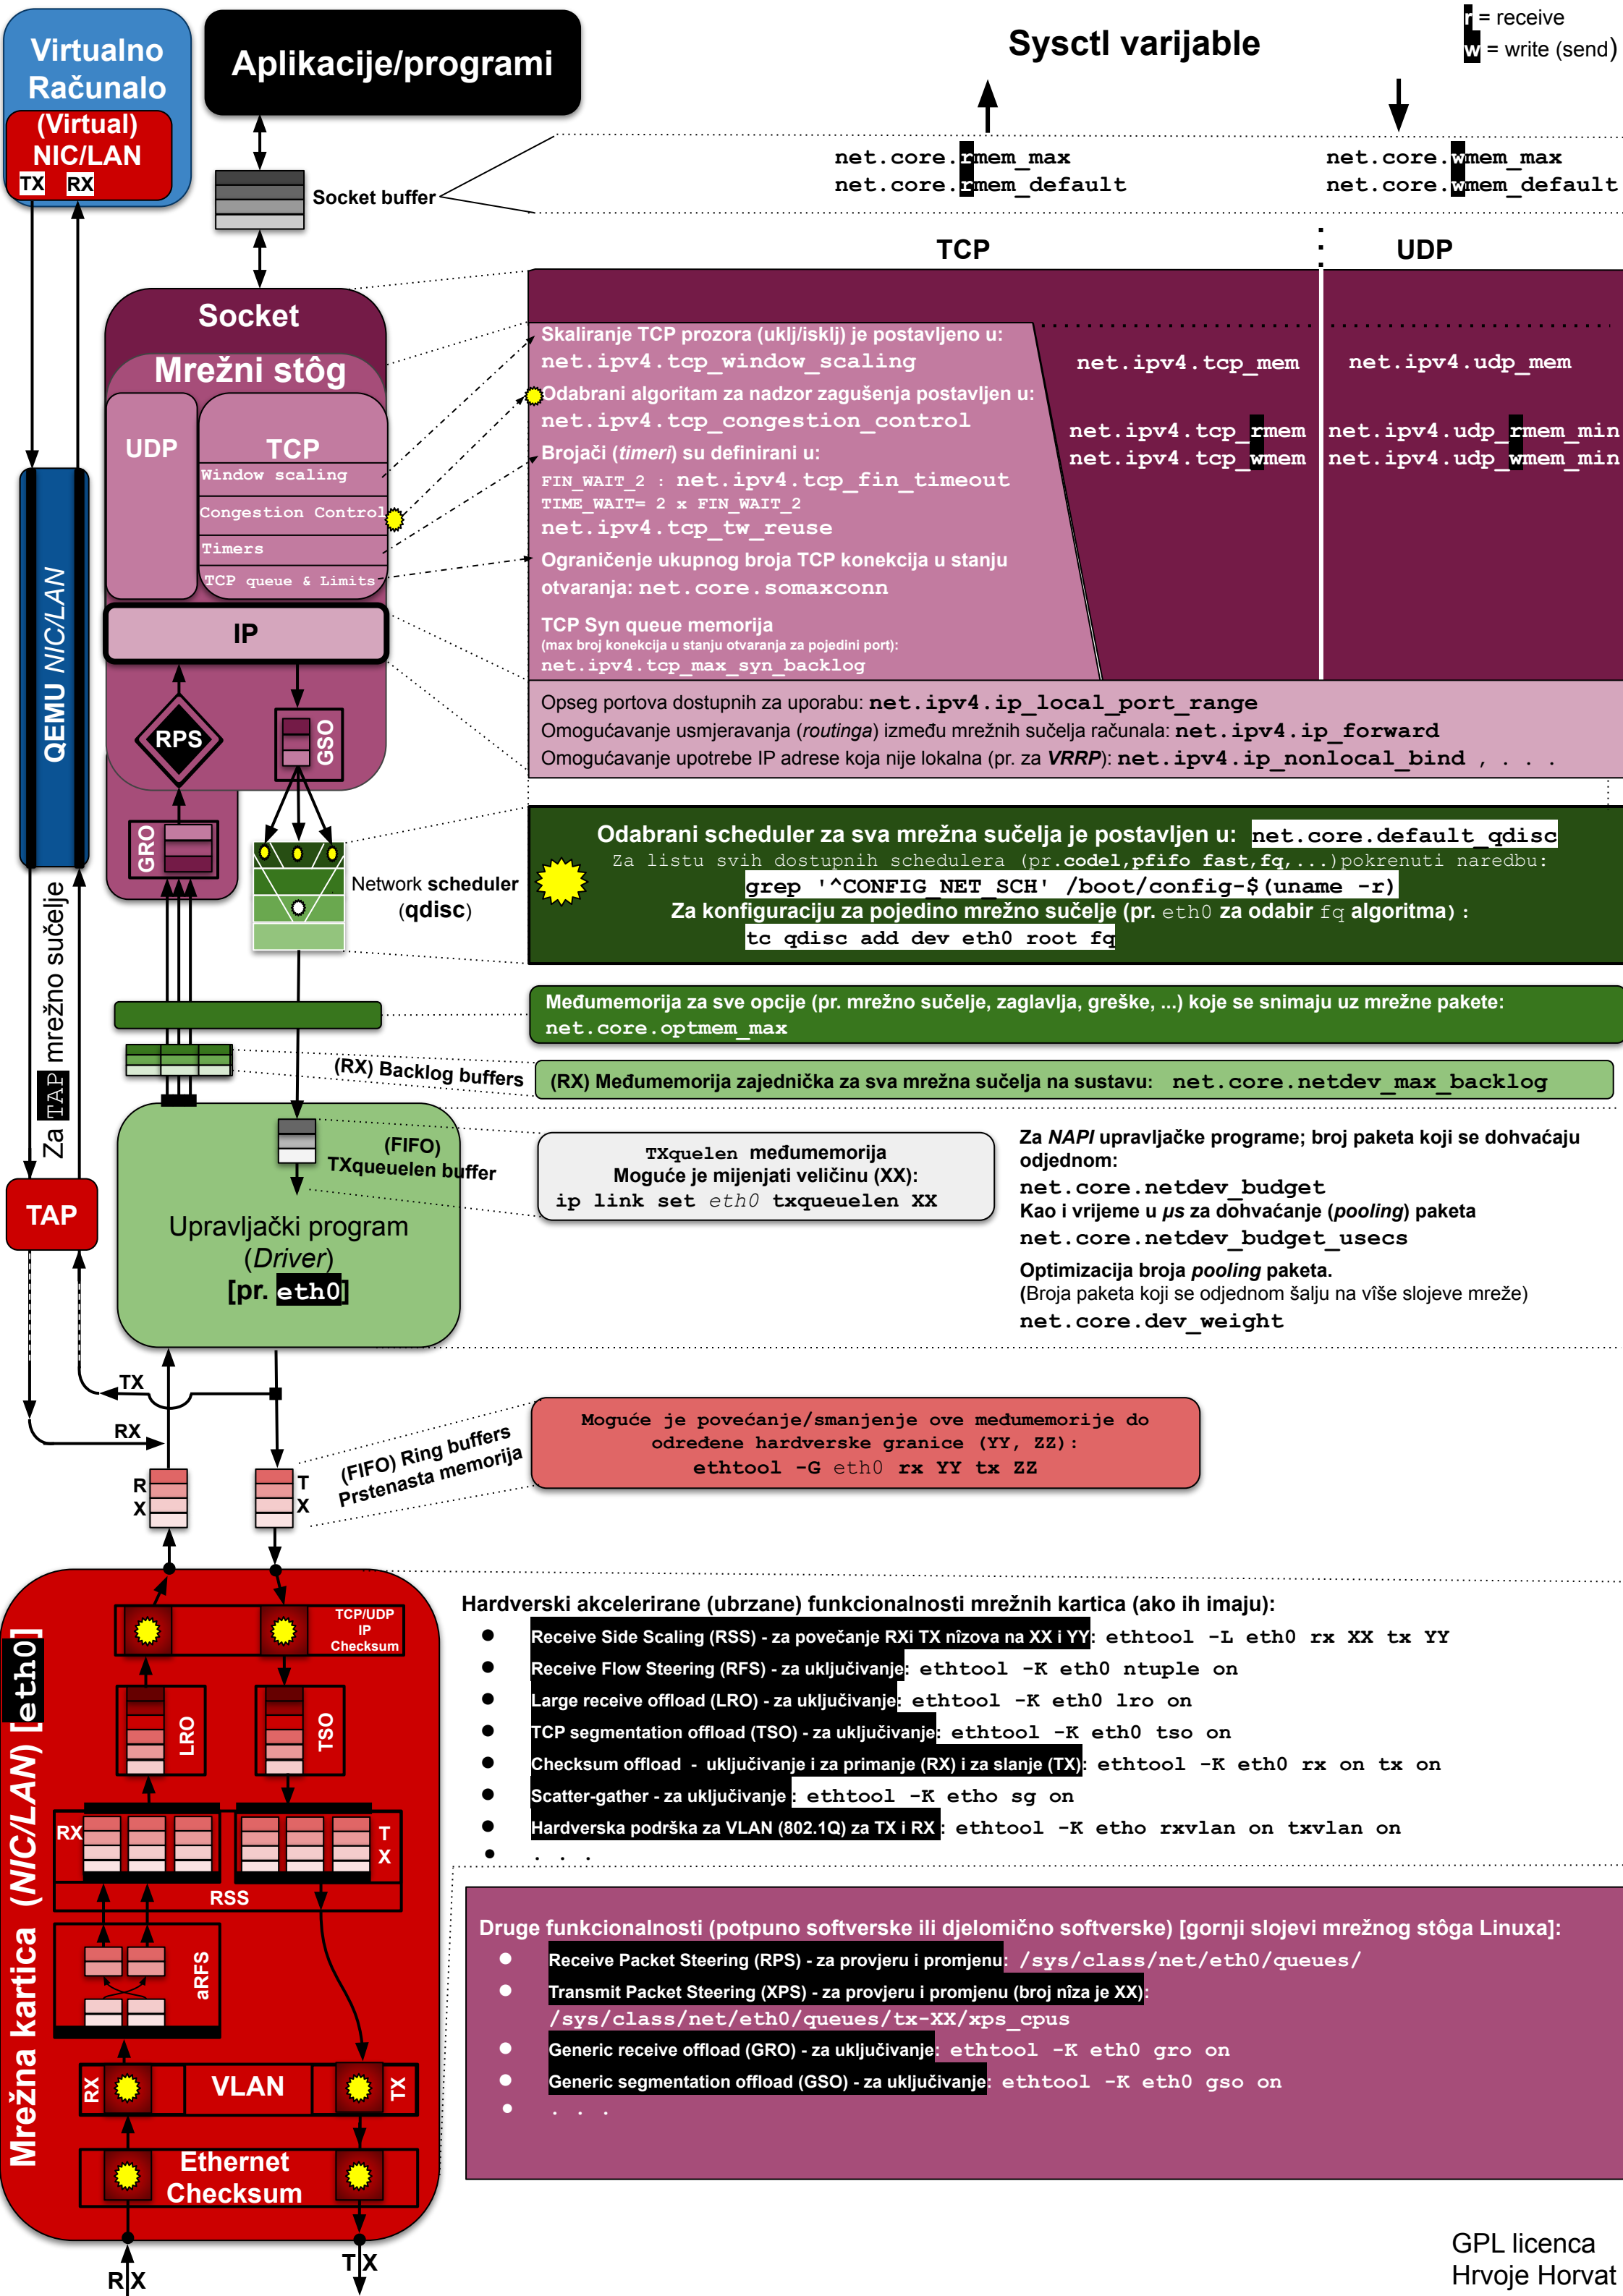 Virtualno
Računalo
(Virtual)
NIC/LAN
TX RX
Aplikacije/programi
Sysctl varijable
r = receive
w = write (send)
Socket buffer
net.core.rmem_max
net.core.rmem_default
net.core.wmem_max
net.core.wmem_default
TCP
UDP
Socket
Mrežni stôg
UDP
TCP
Window scaling
Congestion Control
Timers
TCP queue & Limits
IP
Skaliranje TCP prozora (uklj/isklj) je postavljeno u:
net.ipv4.tcp_window_scaling
Odabrani algoritam za nadzor zagušenja postavljen u:
net.ipv4.tcp_congestion_control
Brojači (timeri) su definirani u:
FIN_WAIT_2 : net.ipv4.tcp_fin_timeout
TIME_WAIT= 2 x FIN_WAIT_2
net.ipv4.tcp_tw_reuse
Ograničenje ukupnog broja TCP konekcija u stanju
otvaranja: net.core.somaxconn
TCP Syn queue memorija
(max broj konekcija u stanju otvaranja za pojedini port):
net.ipv4.tcp_max_syn_backlog
net.ipv4.tcp_mem
net.ipv4.tcp_rmem
net.ipv4.tcp_wmem
net.ipv4.udp_mem
net.ipv4.udp_rmem_min
net.ipv4.udp_wmem_min
Opseg portova dostupnih za uporabu: net.ipv4.ip_local_port_range
Omogućavanje usmjeravanja (routinga) između mrežnih sučelja računala: net.ipv4.ip_forward
Omogućavanje upotrebe IP adrese koja nije lokalna (pr. za VRRP): net.ipv4.ip_nonlocal_bind , . . .
QEMU NIC/LAN
RPS
GSO
GRO
Network scheduler
(qdisc)
Odabrani scheduler za sva mrežna sučelja je postavljen u: net.core.default_qdisc
Za listu svih dostupnih schedulera (pr.codel,pfifo fast,fq,...)pokrenuti naredbu:
grep '^CONFIG_NET_SCH' /boot/config-$(uname -r)
Za konfiguraciju za pojedino mrežno sučelje (pr. eth0 za odabir fq algoritma):
tc qdisc add dev eth0 root fq
Za TAP mrežno sučelje
Međumemorija za sve opcije (pr. mrežno sučelje, zaglavlja, greške, ...) koje se snimaju uz mrežne pakete:
net.core.optmem_max
(RX) Backlog buffers
(RX) Međumemorija zajednička za sva mrežna sučelja na sustavu: net.core.netdev_max_backlog
(FIFO)
TXqueuelen buffer
Upravljački program
(Driver)
[pr. eth0]
TXquelen međumemorija
Moguće je mijenjati veličinu (XX):
ip link set eth0 txqueuelen XX
Za NAPI upravljačke programe; broj paketa koji se dohvaćaju
odjednom:
net.core.netdev_budget
Kao i vrijeme u µs za dohvaćanje (pooling) paketa
net.core.netdev_budget_usecs
Optimizacija broja pooling paketa.
(Broja paketa koji se odjednom šalju na vîše slojeve mreže)
net.core.dev_weight
TAP
TX
RX
RX
TX
(FIFO) Ring buffers
Prstenasta memorija
Moguće je povećanje/smanjenje ove međumemorije do
određene hardverske granice (YY, ZZ):
ethtool -G eth0 rx YY tx ZZ
Mrežna kartica (NIC/LAN) [eth0]
TCP/UDP
IP
Checksum
LRO
TSO
RX
TX
RSS
aRFS
RX
VLAN
TX
Ethernet
Checksum
RX
TX
Hardverski akcelerirane (ubrzane) funkcionalnosti mrežnih kartica (ako ih imaju):
● Receive Side Scaling (RSS) - za povečanje RXi TX nîzova na XX i YY: ethtool -L eth0 rx XX tx YY
● Receive Flow Steering (RFS) - za uključivanje: ethtool -K eth0 ntuple on
● Large receive offload (LRO) - za uključivanje: ethtool -K eth0 lro on
● TCP segmentation offload (TSO) - za uključivanje: ethtool -K eth0 tso on
● Checksum offload - uključivanje i za primanje (RX) i za slanje (TX): ethtool -K eth0 rx on tx on
● Scatter-gather - za uključivanje : ethtool -K etho sg on
● Hardverska podrška za VLAN (802.1Q) za TX i RX : ethtool -K etho rxvlan on txvlan on
● . . .
Druge funkcionalnosti (potpuno softverske ili djelomično softverske) [gornji slojevi mrežnog stôga Linuxa]:
● Receive Packet Steering (RPS) - za provjeru i promjenu: /sys/class/net/eth0/queues/
● Transmit Packet Steering (XPS) - za provjeru i promjenu (broj nîza je XX):
/sys/class/net/eth0/queues/tx-XX/xps_cpus
● Generic receive offload (GRO) - za uključivanje: ethtool -K eth0 gro on
● Generic segmentation offload (GSO) - za uključivanje: ethtool -K eth0 gso on
● . . .
GPL licenca
Hrvoje Horvat